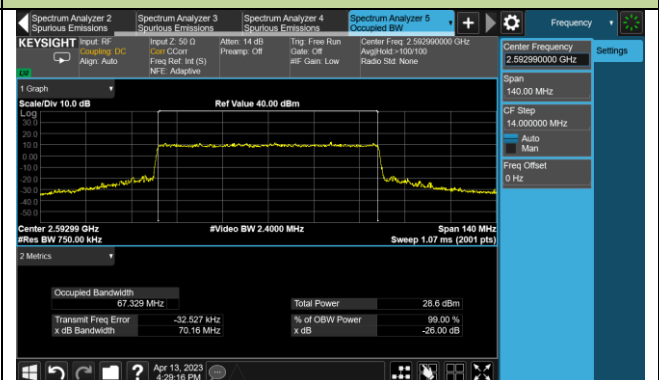 Spectrum Analyzer 2
Spurious Emissions
Spectrum Analyzer 3
Spurious Emissions
Spectrum Analyzer 4
Spurious Emissions
Spectrum Analyzer 5
Occupied BW
Frequency
KEYSIGHT
Input: RF
Coupling: DC
Align: Auto
Input Z: 50 Ω
Corr CCorr
Freq Ref: Int (S)
NFE: Adaptive
Atten: 14 dB
Preamp: Off
Trig: Free Run
Gate: Off
#IF Gain: Low
Center Freq: 2.592990000 GHz
Avg|Hold:>100/100
Radio Std: None
Center Frequency
2.592990000 GHz
Settings
Span
140.00 MHz
CF Step
14.000000 MHz
Auto
Man
Freq Offset
0 Hz
1 Graph
Scale/Div 10.0 dB
Ref Value 40.00 dBm
Log
30.0
20.0
10.0
0.00
-10.0
-20.0
-30.0
-40.0
-50.0
Center 2.59299 GHz
#Video BW 2.4000 MHz
Span 140 MHz
#Res BW 750.00 kHz
Sweep 1.07 ms (2001 pts)
2 Metrics
Occupied Bandwidth
67.329 MHz
Total Power
28.6 dBm
Transmit Freq Error
-32.527 kHz
% of OBW Power
99.00 %
x dB Bandwidth
70.16 MHz
x dB
-26.00 dB
Apr 13, 2023
4:29:16 PM